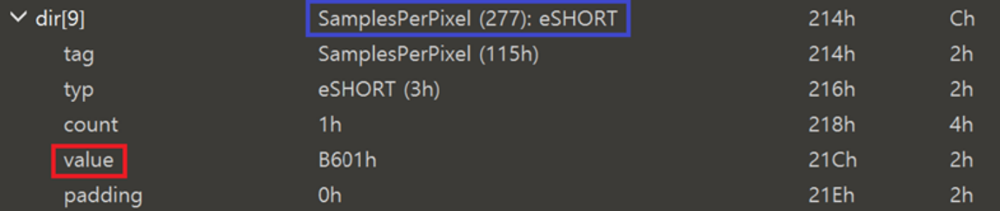 dir[9] SamplesPerPixel (277): eSHORT 214h Ch
tag SamplesPerPixel (115h) 214h 2h
typ eSHORT (3h) 216h 2h
count 1h 218h 4h
value B601h 21Ch 2h
padding 0h 21Eh 2h